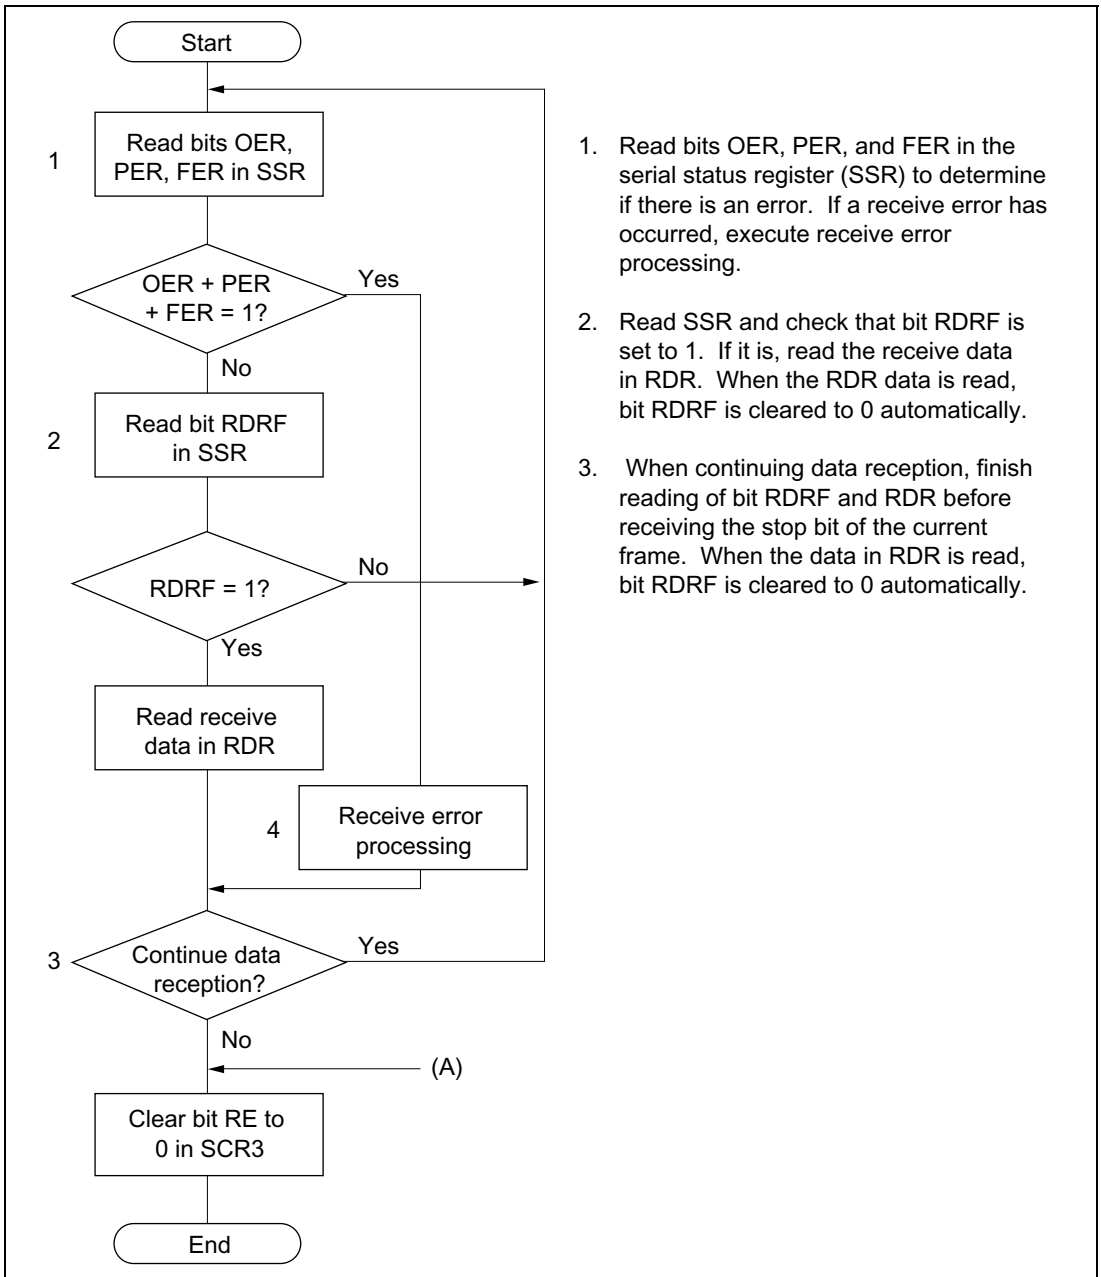 Start
1
Read bits OER,
PER, FER in SSR
OER + PER
+ FER = 1?
Yes
No
2
Read bit RDRF
in SSR
RDRF = 1?
No
Yes
Read receive
data in RDR
4
Receive error
processing
3
Continue data
reception?
Yes
No
(A)
Clear bit RE to
0 in SCR3
End
1. Read bits OER, PER, and FER in the
serial status register (SSR) to determine
if there is an error. If a receive error has
occurred, execute receive error
processing.
2. Read SSR and check that bit RDRF is
set to 1. If it is, read the receive data
in RDR. When the RDR data is read,
bit RDRF is cleared to 0 automatically.
3. When continuing data reception, finish
reading of bit RDRF and RDR before
receiving the stop bit of the current
frame. When the data in RDR is read,
bit RDRF is cleared to 0 automatically.